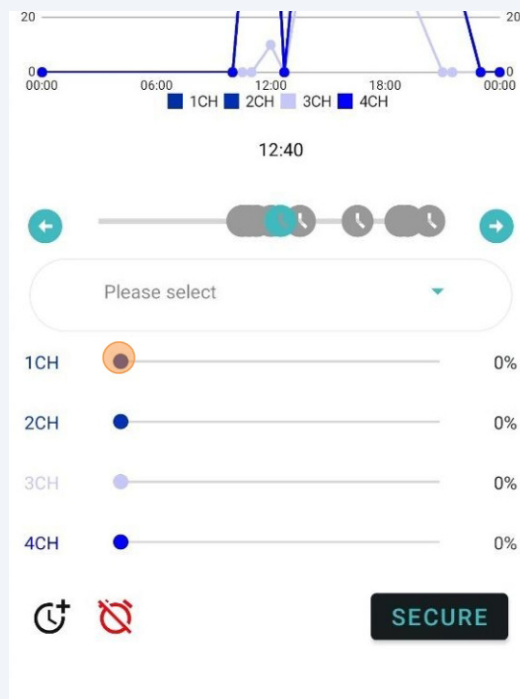 20 20
0 0
00:00 06:00 12:00 18:00 00:00
1CH 2CH 3CH 4CH
12:40
Please select
1CH 0%
2CH 0%
3CH 0%
4CH 0%
SECURE